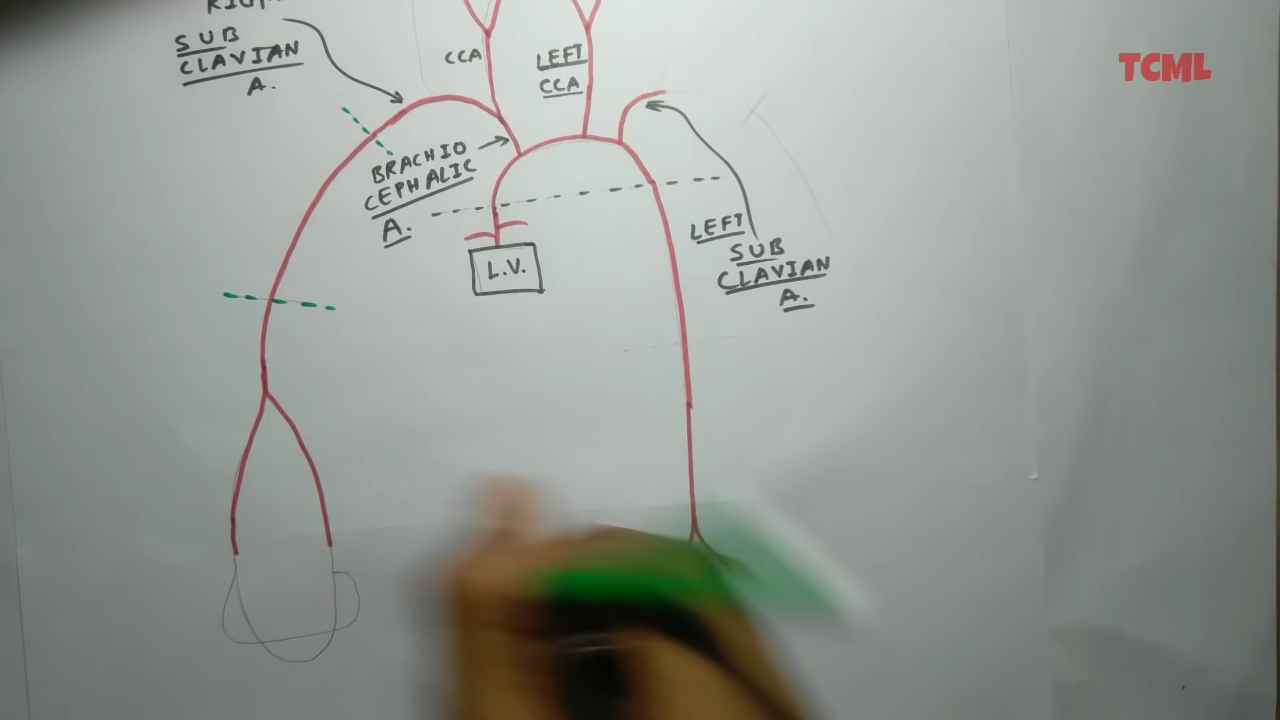 SUB
CLAVIAN
A.
CCA
LEFT
CCA
BRACHIO
CEPHALIC
A.
L.V.
LEFT
SUB
CLAVIAN
A.
TCML